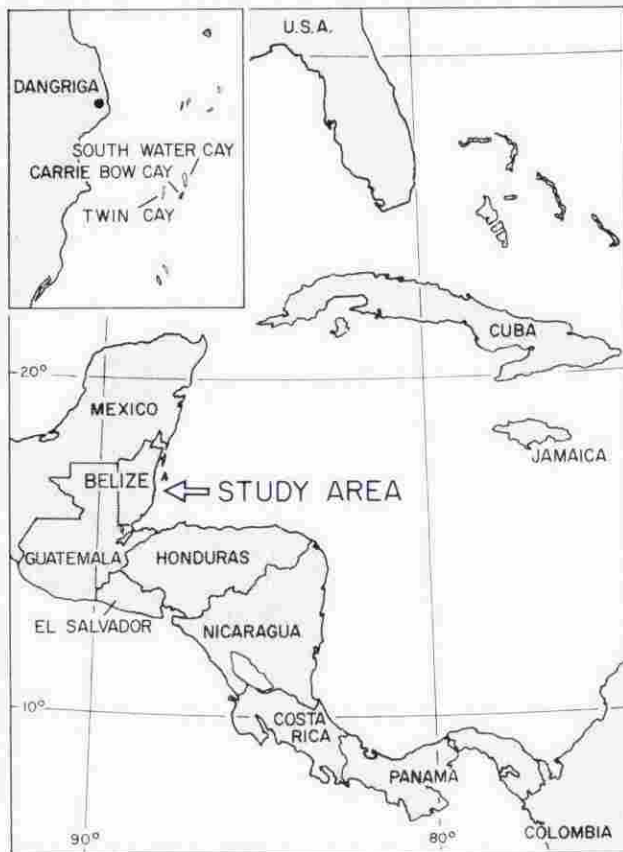 U.S.A.
DANGRIGA
SOUTH WATER CAY
CARRIE BOW CAY
TWIN CAY
CUBA
20°
MEXICO
JAMAICA
BELIZE
STUDY AREA
GUATEMALA
HONDURAS
EL SALVADOR
NICARAGUA
10°
COSTA
RICA
PANAMA
COLOMBIA
90°
80°